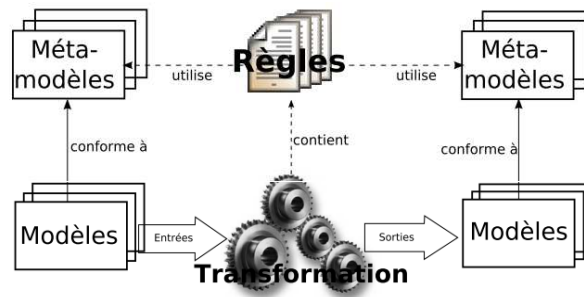 Méta-
modèles
utilise
Règles
utilise
Méta-
modèles
conforme à
contient
conforme à
Modèles
Entrées
Transformation
Sorties
Modèles